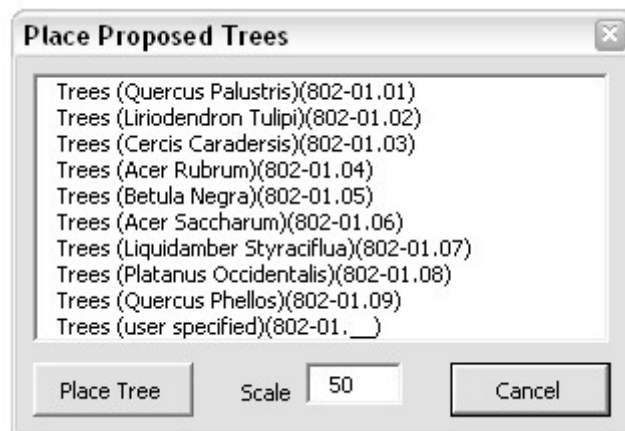 Place Proposed Trees
Trees (Quercus Palustris)(802-01.01)
Trees (Liriodendron Tulipi)(802-01.02)
Trees (Cercis Caradersis)(802-01.03)
Trees (Acer Rubrum)(802-01.04)
Trees (Betula Negra)(802-01.05)
Trees (Acer Saccharum)(802-01.06)
Trees (Liquidamber Styraciflua)(802-01.07)
Trees (Platanus Occidentalis)(802-01.08)
Trees (Quercus Phellos)(802-01.09)
Trees (user specified)(802-01.__)
Place Tree Scale 50 Cancel